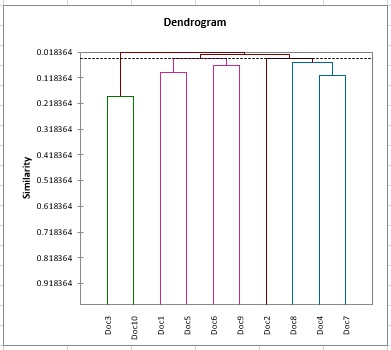 Dendrogram
0.018364
0.118364
0.218364
0.318364
0.418364
0.518364
0.618364
0.718364
0.818364
0.918364
Similarity
Doc3
Doc10
Doc1
Doc5
Doc6
Doc9
Doc2
Doc8
Doc4
Doc7